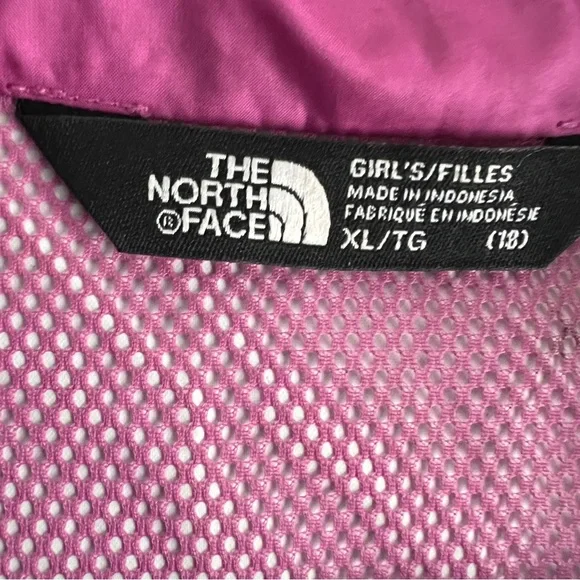 THE
NORTH
®FACE
GIRL'S/FILLES
MADE IN INDONESIA
FABRIQUÉ EN INDONÉSIE
XL/TG (18)